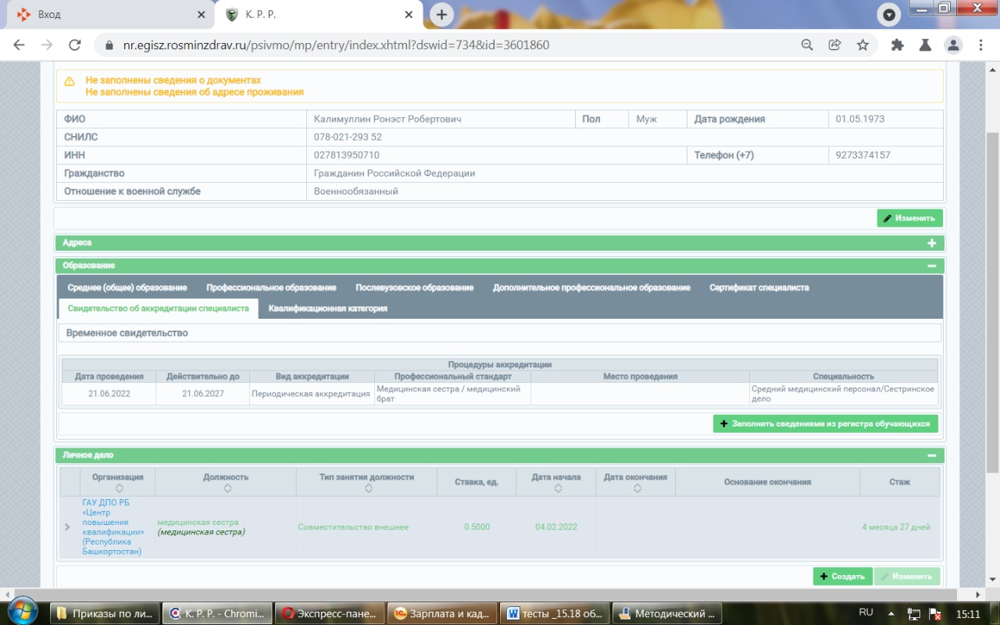 Вход
К. Р. Р.
nr.egisz.rosminzdrav.ru/psivmo/mp/entry/index.xhtml?dswid=734&id=3601860
Не заполнены сведения о документах
Не заполнены сведения об адресе проживания
ФИО Калимуллин Ронэст Робертович Пол Муж Дата рождения 01.05.1973
СНИЛС 078-021-293 52
ИНН 027813950710 Телефон (+7) 9273374157
Гражданство Гражданин Российской Федерации
Отношение к военной службе Военнообязанный
Изменить
Адреса
Образование
Среднее (общее) образование Профессиональное образование Послевузовское образование Дополнительное профессиональное образование Сертификат специалиста
Свидетельство об аккредитации специалиста Квалификационная категория
Временное свидетельство
Процедуры аккредитации
Дата проведения Действительно до Вид аккредитации Профессиональный стандарт Место проведения Специальность
21.06.2022 21.06.2027 Периодическая аккредитация Медицинская сестра / медицинский Средний медицинский персонал/Сестринское
брат дело
Заполнить сведениями из регистра обучающихся
Личное дело
Организация Должность Тип занятия должности Ставка, ед. Дата начала Дата окончания Основание окончания Стаж
ГАУ ДПО РБ
«Центр
повышения медицинская сестра
квалификации» (медицинская сестра) Совместительство внешнее 0.5000 04.02.2022 4 месяца 27 дней
(Республика
Башкортостан)
Создать Изменить
Приказы по ли... К. Р. Р. - Chromi... Экспресс-пане... Зарплата и кад... тесты _15.18 об... Методический ... RU 15:11